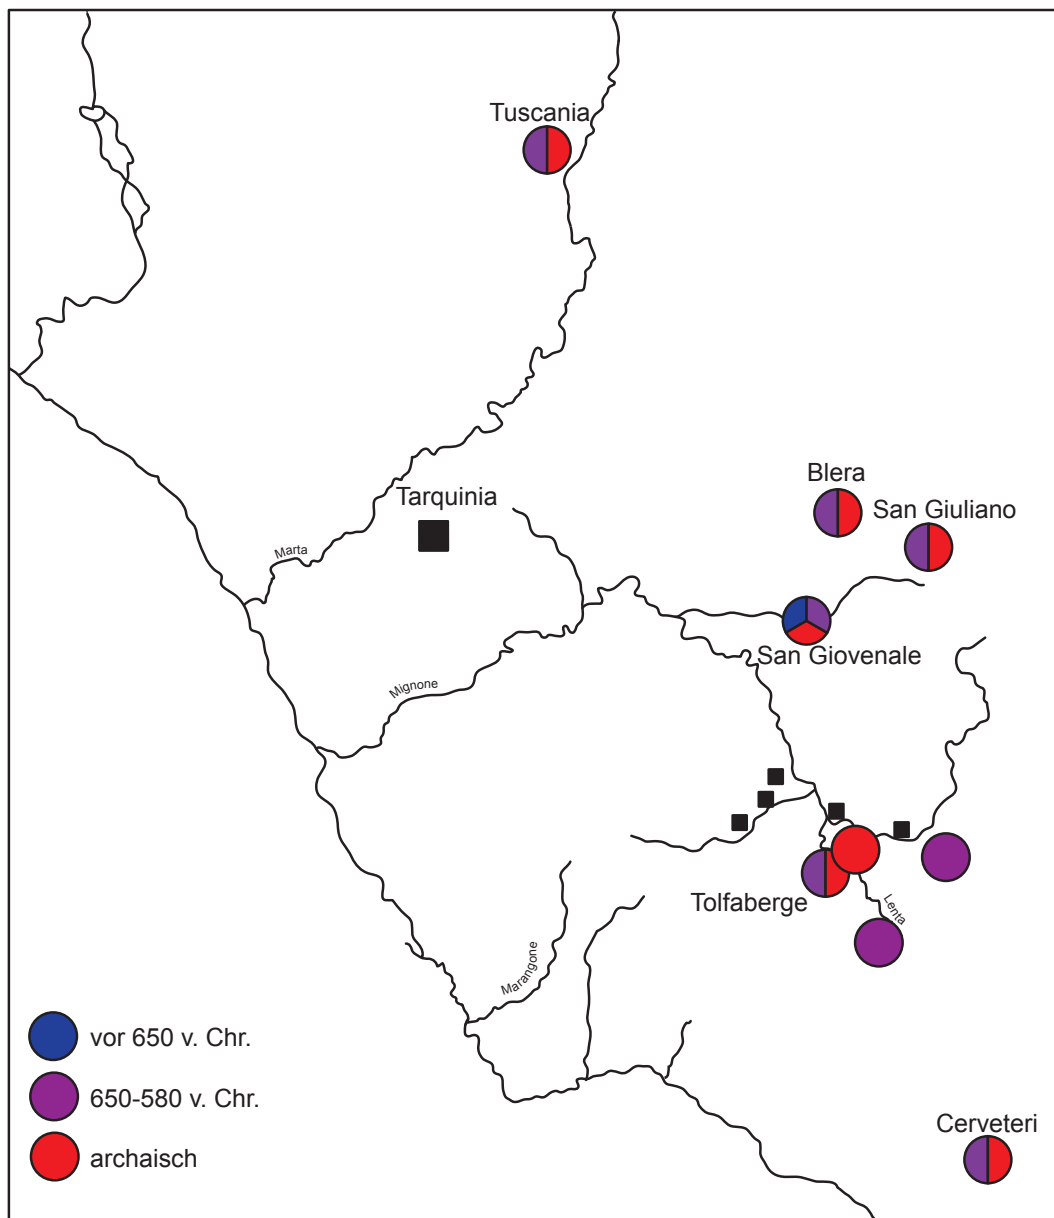 Tuscania
Blera
Tarquinia
San Giuliano
Marta
San Giovenale
Mignone
Tolfaberge
Lenta
Marangone
vor 650 v. Chr.
650-580 v. Chr.
Cerveteri
archaisch